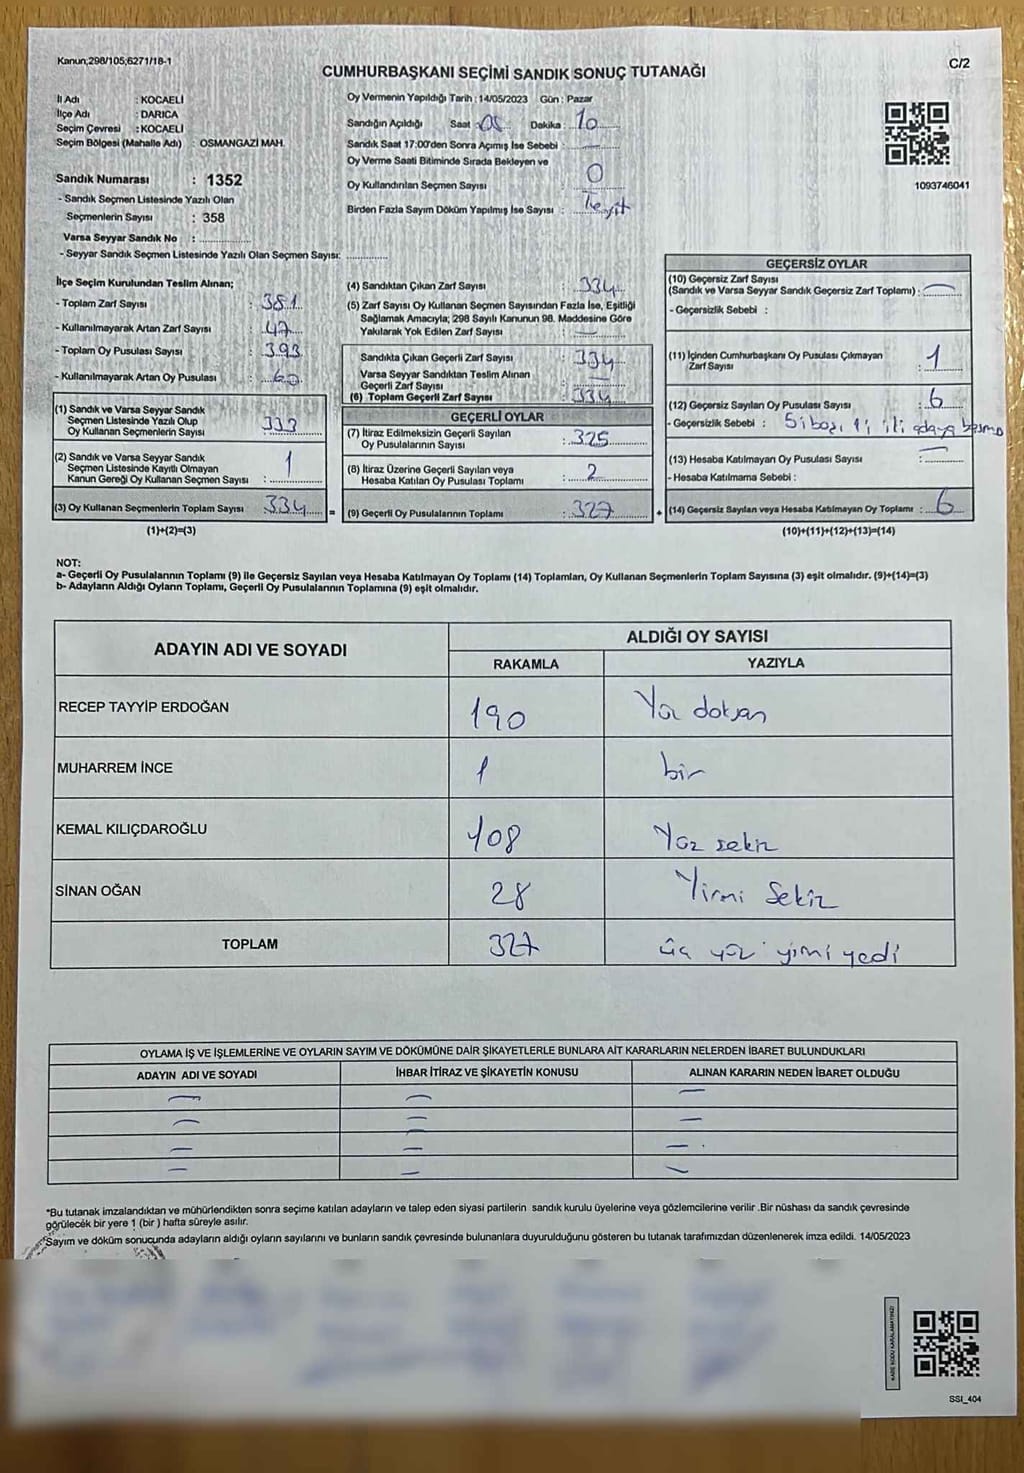 Kanun;298/105;6271/18-1
C/2
CUMHURBAŞKANI SEÇİMİ SANDIK SONUÇ TUTANAĞI
İl Adı : KOCAELİ
İlçe Adı : DARICA
Seçim Çevresi : KOCAELİ
Seçim Bölgesi (Mahalle Adı) : OSMANGAZİ MAH.
Sandık Numarası : 1352
- Sandık Seçmen Listesinde Yazılı Olan
Seçmenlerin Sayısı : 358
Varsa Seyyar Sandık No :
- Seyyar Sandık Seçmen Listesinde Yazılı Olan Seçmen Sayısı:
Oy Vermenin Yapıldığı Tarih : 14/05/2023 Gün : Pazar
Sandığın Açıldığı Saat : 05 Dakika : 10
Sandık Saat 17:00'den Sonra Açımış İse Sebebi :
Oy Verme Saati Bitiminde Sırada Bekleyen ve
Oy Kullandırılan Seçmen Sayısı : 0
Birden Fazla Sayım Döküm Yapılmış İse Sayısı :
1093746041
İlçe Seçim Kurulundan Teslim Alınan;
- Toplam Zarf Sayısı : 381
- Kullanılmayarak Artan Zarf Sayısı : 47
- Toplam Oy Pusulası Sayısı : 393
- Kullanılmayarak Artan Oy Pusulası : 60
(1) Sandık ve Varsa Seyyar Sandık
Seçmen Listesinde Yazılı Olup
Oy Kullanan Seçmenlerin Sayısı : 333
(2) Sandık ve Varsa Seyyar Sandık
Seçmen Listesinde Kayıtlı Olmayan
Kanun Gereği Oy Kullanan Seçmen Sayısı : 1
(3) Oy Kullanan Seçmenlerin Toplam Sayısı : 334
(1)+(2)=(3)
=
(4) Sandıktan Çıkan Zarf Sayısı : 334
(5) Zarf Sayısı Oy Kullanan Seçmen Sayısından Fazla İse, Eşitliği
Sağlamak Amacıyla; 298 Sayılı Kanunun 98. Maddesine Göre
Yakılarak Yok Edilen Zarf Sayısı : —
Sandıkta Çıkan Geçerli Zarf Sayısı : 334
Varsa Seyyar Sandıktan Teslim Alınan
Geçerli Zarf Sayısı : —
(6) Toplam Geçerli Zarf Sayısı : 334
GEÇERLİ OYLAR
(7) İtiraz Edilmeksizin Geçerli Sayılan
Oy Pusulalarının Sayısı : 325
(8) İtiraz Üzerine Geçerli Sayılan veya
Hesaba Katılan Oy Pusulası Toplamı : 2
(9) Geçerli Oy Pusulalarının Toplamı : 327
+
GEÇERSİZ OYLAR
(10) Geçersiz Zarf Sayısı
(Sandık ve Varsa Seyyar Sandık Geçersiz Zarf Toplamı) : —
- Geçersizlik Sebebi :
(11) İçinden Cumhurbaşkanı Oy Pusulası Çıkmayan
Zarf Sayısı : 1
(12) Geçersiz Sayılan Oy Pusulası Sayısı : 6
- Geçersizlik Sebebi : 5i boş, 1i iki adaya basma
(13) Hesaba Katılmayan Oy Pusulası Sayısı : —
- Hesaba Katılmama Sebebi :
(14) Geçersiz Sayılan veya Hesaba Katılmayan Oy Toplamı : 6
(10)+(11)+(12)+(13)=(14)
NOT:
a- Geçerli Oy Pusulalarının Toplamı (9) ile Geçersiz Sayılan veya Hesaba Katılmayan Oy Toplamı (14) Toplamları, Oy Kullanan Seçmenlerin Toplam Sayısına (3) eşit olmalıdır. (9)+(14)=(3)
b- Adayların Aldığı Oyların Toplamı, Geçerli Oy Pusulalarının Toplamına (9) eşit olmalıdır.
ADAYIN ADI VE SOYADI
ALDIĞI OY SAYISI
RAKAMLA YAZIYLA
RECEP TAYYİP ERDOĞAN 190 Yüz doksan
MUHARREM İNCE 1 bir
KEMAL KILIÇDAROĞLU 108 Yüz sekiz
SİNAN OĞAN 28 Yirmi Sekiz
TOPLAM 327 üç yüz yirmi yedi
OYLAMA İŞ VE İŞLEMLERİNE VE OYLARIN SAYIM VE DÖKÜMÜNE DAİR ŞİKAYETLERLE BUNLARA AİT KARARLARIN NELERDEN İBARET BULUNDUKLARI
ADAYIN ADI VE SOYADI İHBAR İTİRAZ VE ŞİKAYETİN KONUSU ALINAN KARARIN NEDEN İBARET OLDUĞU
— — —
— — —
— — —
— — —
*Bu tutanak imzalandıktan ve mühürlendikten sonra seçime katılan adayların ve talep eden siyasi partilerin sandık kurulu üyelerine veya gözlemcilerine verilir .Bir nüshası da sandık çevresinde
görülecek bir yere 1 (bir ) hafta süreyle asılır.
Sayım ve döküm sonucunda adayların aldığı oyların sayılarını ve bunların sandık çevresinde bulunanlara duyurulduğunu gösteren bu tutanak tarafımızdan düzenlenerek imza edildi. 14/05/2023
KARE KODU KARALAMAYINIZ!
SSI_404